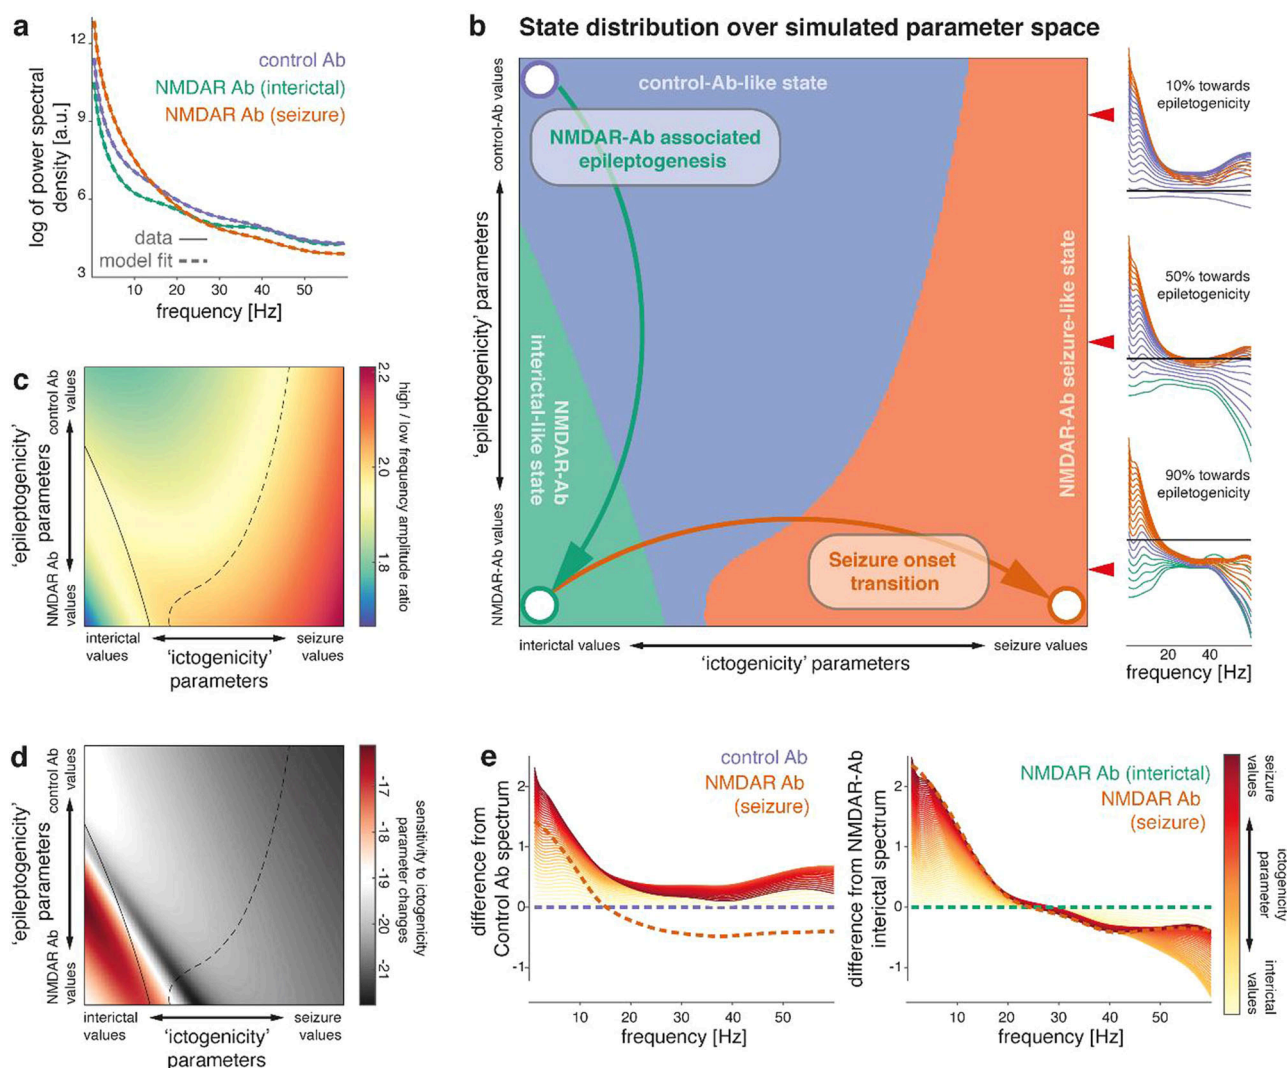 a
12
9
6
3
log of power spectral
density [a.u.]
control Ab
NMDAR Ab (interictal)
NMDAR Ab (seizure)
data
model fit
10
20
30
40
50
frequency [Hz]
b
State distribution over simulated parameter space
control-Ab values
'epileptogenicity' parameters
NMDAR-Ab values
control-Ab-like state
NMDAR-Ab associated
epileptogenesis
NMDAR-Ab
interictal-like state
NMDAR-Ab seizure-like state
Seizure onset
transition
interictal values
'ictogenicity' parameters
seizure values
10% towards
epiletogenicity
50% towards
epiletogenicity
90% towards
epiletogenicity
20
40
frequency [Hz]
c
'epileptogenicity'
parameters
control Ab
values
NMDAR Ab
values
interictal
values
'ictogenicity'
parameters
seizure
values
2.2
2.0
1.8
high / low frequency
amplitude ratio
d
'epileptogenicity'
parameters
control Ab
values
NMDAR Ab
values
interictal
values
'ictogenicity'
parameters
seizure
values
-17
-18
-19
-20
-21
sensitivity to ictogenicity
parameter changes
e
control Ab
NMDAR Ab
(seizure)
difference from
Control Ab spectrum
2
1
0
-1
10
20
30
40
50
frequency [Hz]
NMDAR Ab (interictal)
NMDAR Ab
(seizure)
difference from NMDAR-Ab
interictal spectrum
2
1
0
-1
10
20
30
40
50
frequency [Hz]
seizure
values
ictogenicity
parameter
interictal
values